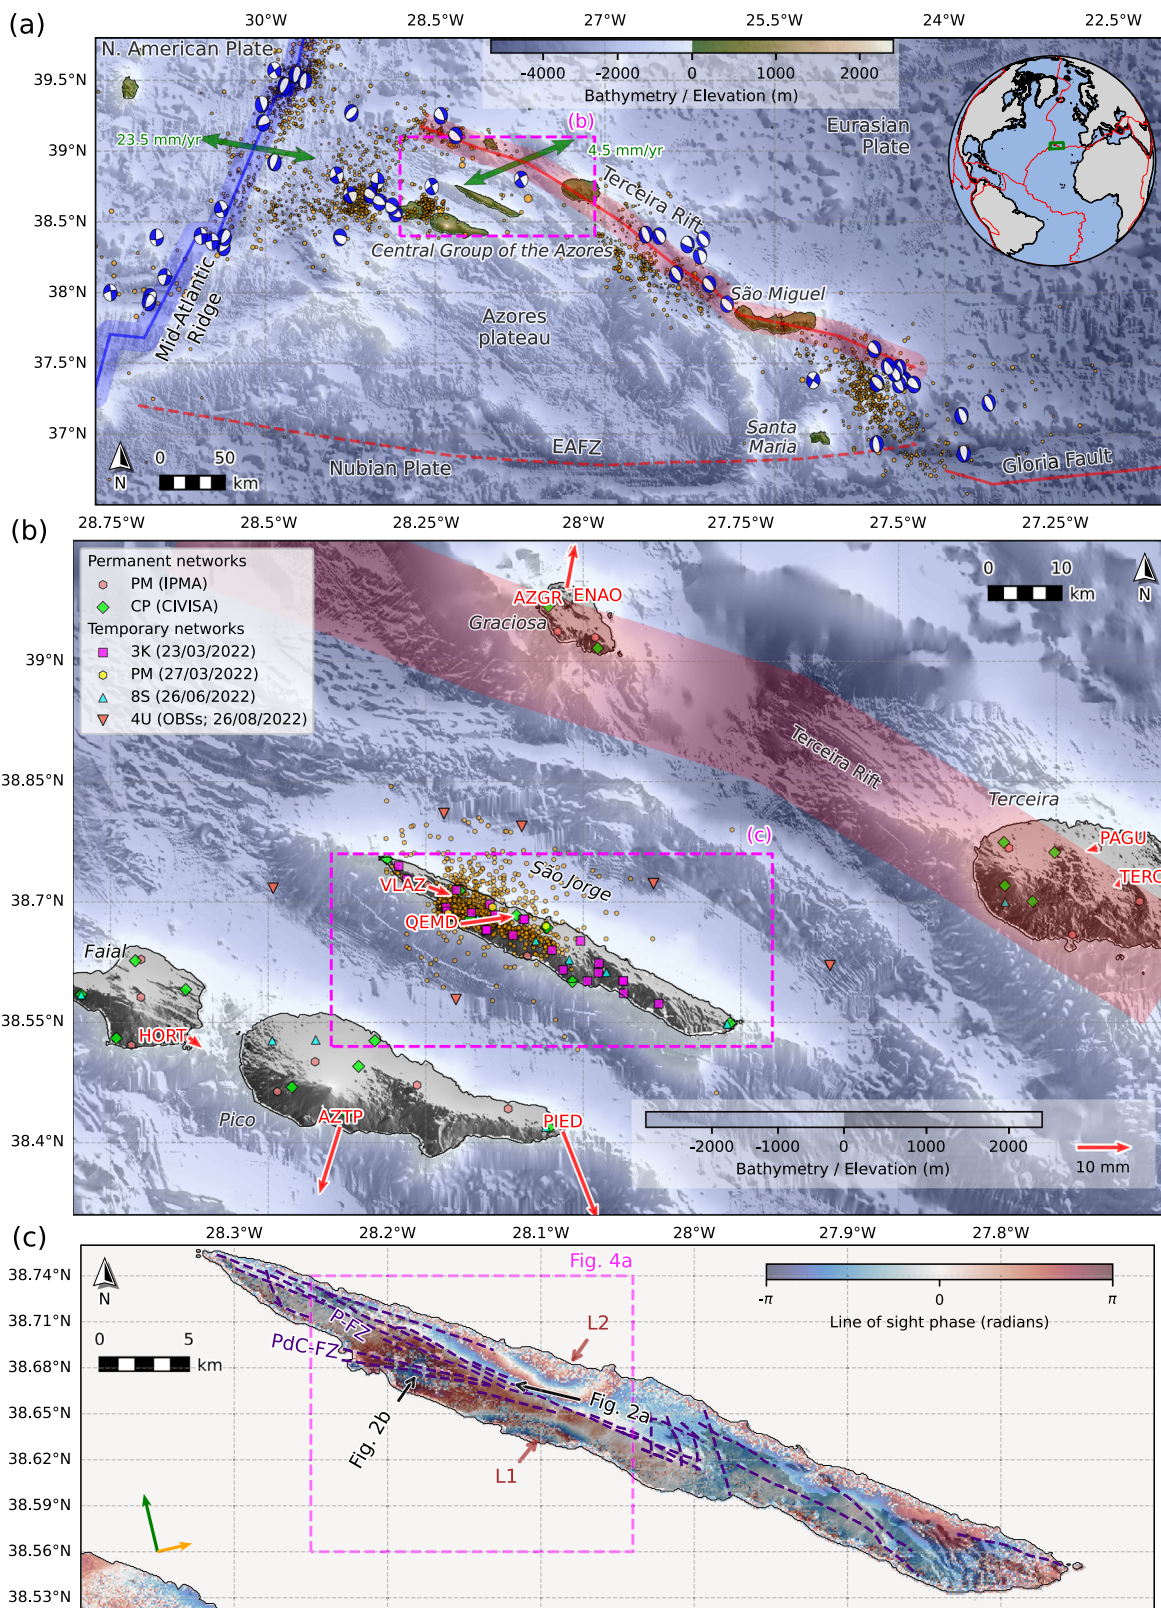 (a)
30°W 28.5°W 27°W 25.5°W 24°W 22.5°W
N. American Plate
-4000 -2000 0 1000 2000
Bathymetry / Elevation (m)
39.5°N
39°N
38.5°N
38°N
37.5°N
37°N
23.5 mm/yr
(b)
4.5 mm/yr
Eurasian
Plate
Terceira Rift
Central Group of the Azores
Mid-Atlantic
Ridge
São Miguel
Azores
plateau
Santa
Maria
EAFZ
Nubian Plate
Gloria Fault
N
0 50
km
(b)
28.75°W 28.5°W 28.25°W 28°W 27.75°W 27.5°W 27.25°W
Permanent networks
PM (IPMA)
CP (CIVISA)
Temporary networks
3K (23/03/2022)
PM (27/03/2022)
8S (26/06/2022)
4U (OBSs; 26/08/2022)
0 10
km
N
AZGR
ENAO
Graciosa
39°N
38.85°N
38.7°N
38.55°N
38.4°N
Terceira Rift
Terceira
PAGU
TERC
(c)
São Jorge
VLAZ
QEMD
Faial
HORT
Pico
AZTP
PIED
-2000 -1000 0 1000 2000
Bathymetry / Elevation (m)
10 mm
(c)
28.3°W 28.2°W 28.1°W 28°W 27.9°W 27.8°W
38.74°N
38.71°N
38.68°N
38.65°N
38.62°N
38.59°N
38.56°N
38.53°N
N
0 5
km
Fig. 4a
-π 0 π
Line of sight phase (radians)
P-FZ
PdC-FZ
L2
Fig. 2a
Fig. 2b
L1